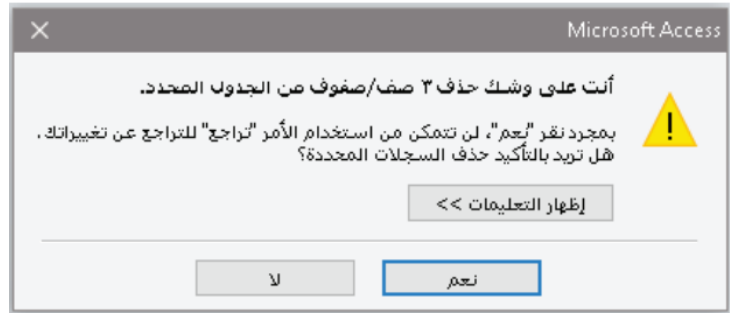 Microsoft Access
أنت على وشك حذف ٣ صف/صفوف من الجدول المحدد.
بمجرد نقر "نعم"، لن تتمكن من استخدام الأمر "تراجع" للتراجع عن تغييراتك.
هل تريد بالتأكيد حذف السجلات المحددة؟
إظهار التعليمات >>
نعم
لا